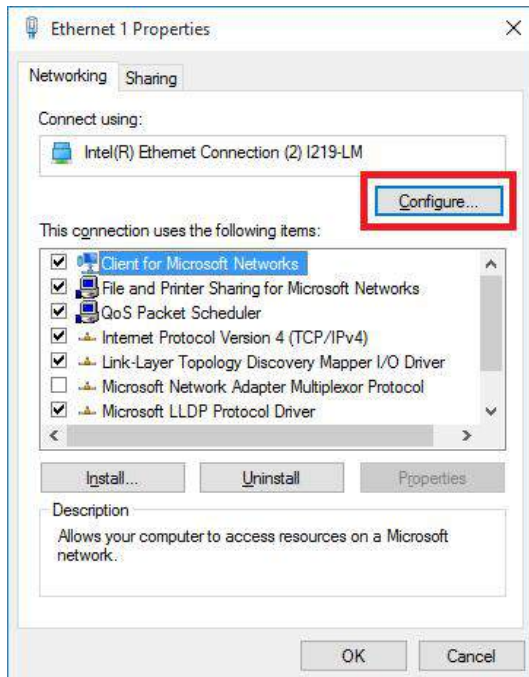 Ethernet 1 Properties
Networking
Sharing
Connect using:
Intel(R) Ethernet Connection (2) I219-LM
Configure...
This connection uses the following items:
Client for Microsoft Networks
File and Printer Sharing for Microsoft Networks
QoS Packet Scheduler
Internet Protocol Version 4 (TCP/IPv4)
Link-Layer Topology Discovery Mapper I/O Driver
Microsoft Network Adapter Multiplexor Protocol
Microsoft LLDP Protocol Driver
Install...
Uninstall
Properties
Description
Allows your computer to access resources on a Microsoft
network.
OK
Cancel